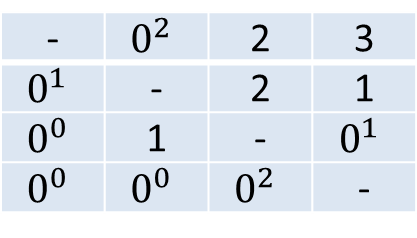 - 0² 2 3
0¹ - 2 1
0⁰ 1 - 0¹
0⁰ 0⁰ 0² -